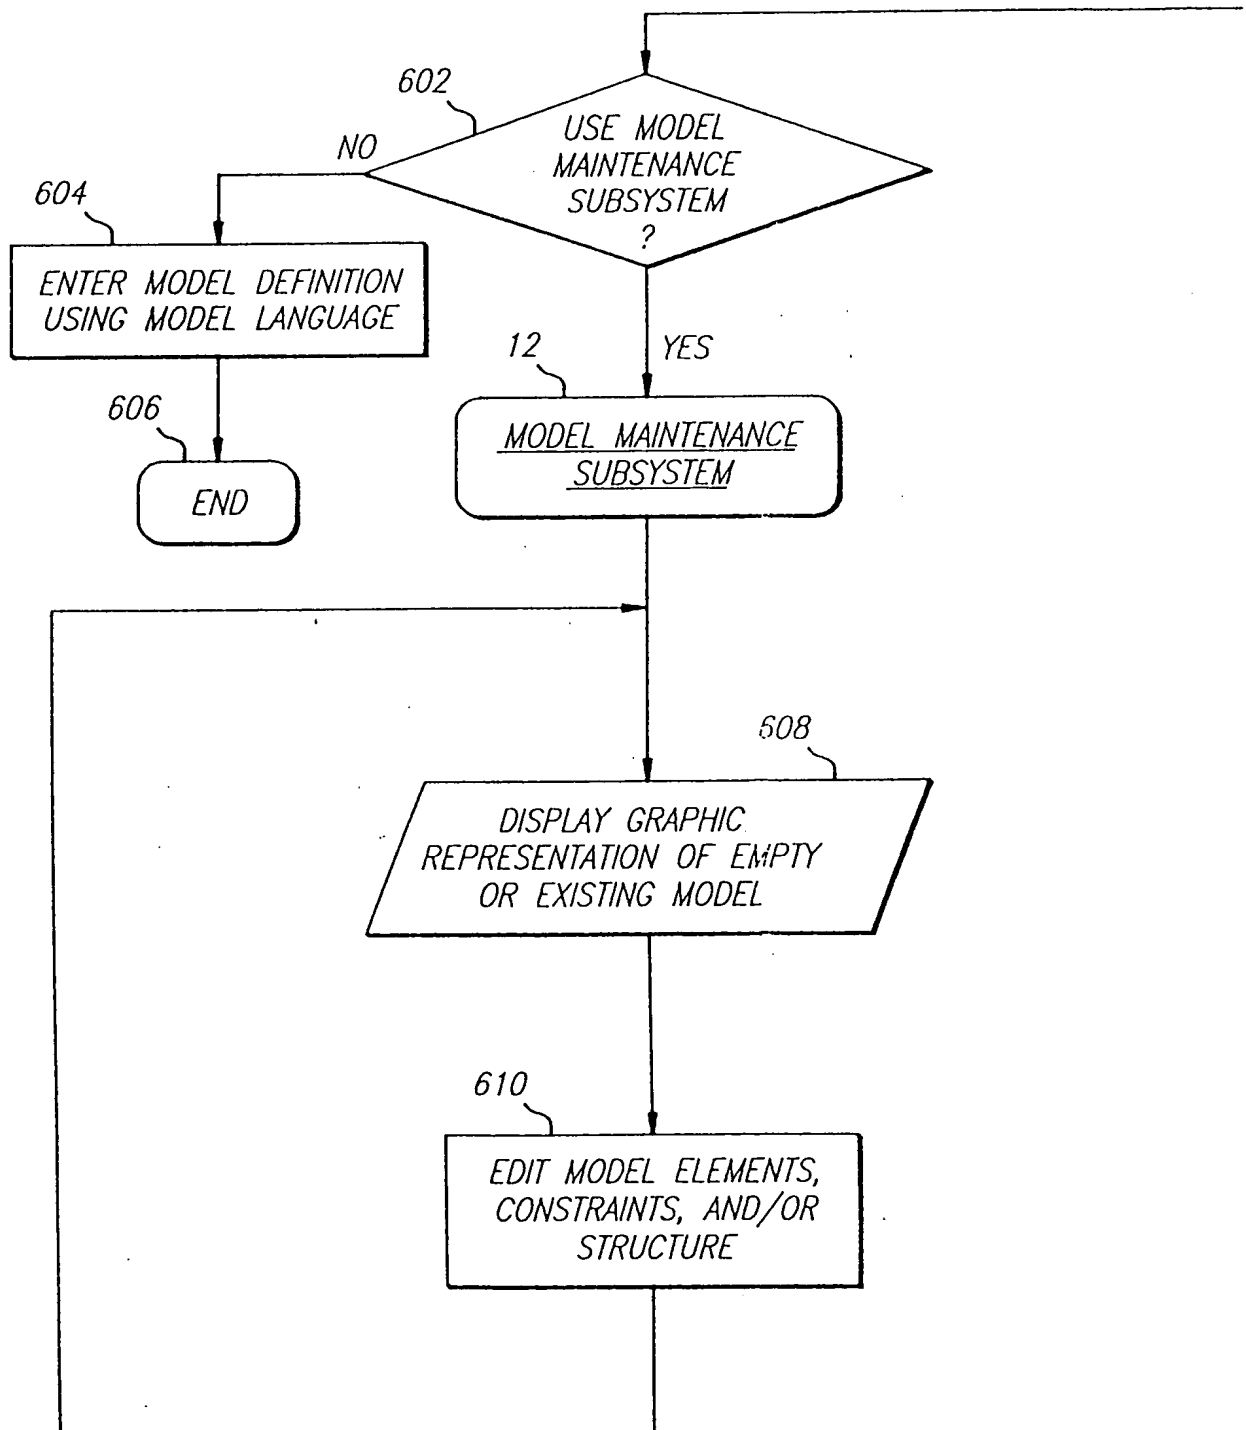 602
USE MODEL
MAINTENANCE
SUBSYSTEM
?
NO
604
ENTER MODEL DEFINITION
USING MODEL LANGUAGE
606
END
YES
12
MODEL MAINTENANCE
SUBSYSTEM
608
DISPLAY GRAPHIC
REPRESENTATION OF EMPTY
OR EXISTING MODEL
610
EDIT MODEL ELEMENTS,
CONSTRAINTS, AND/OR
STRUCTURE